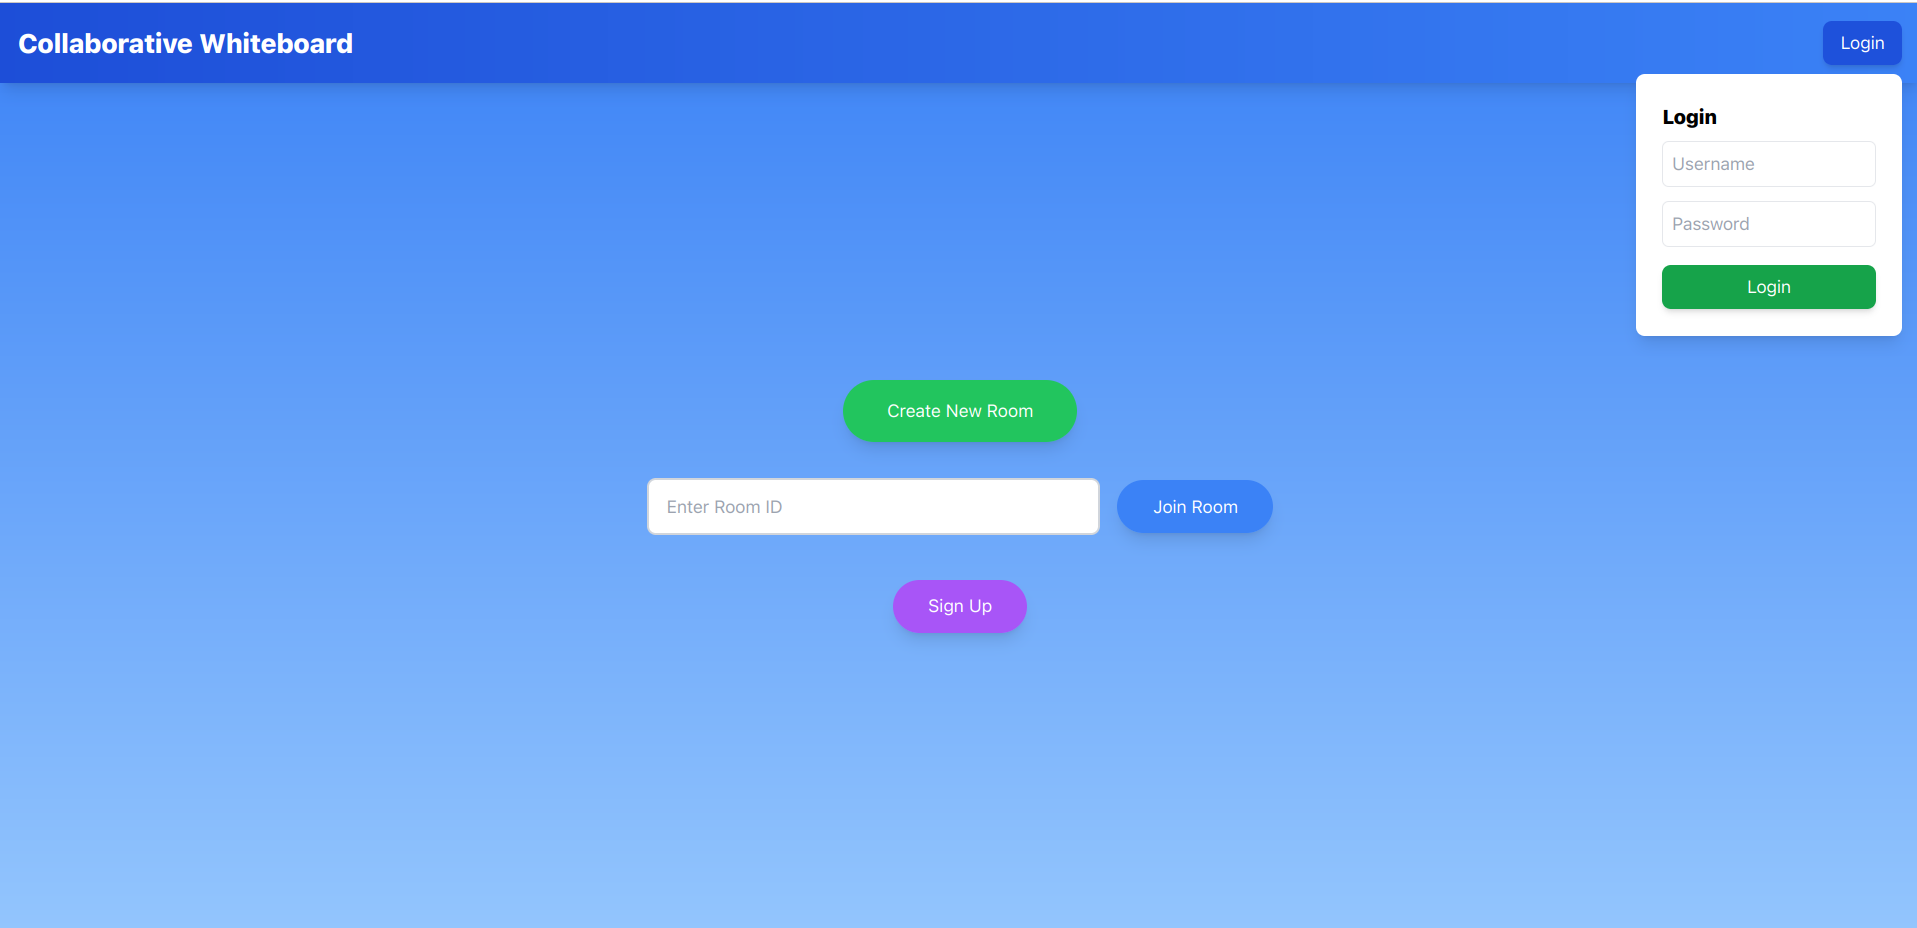 Collaborative Whiteboard
Login
Login
Username
Password
Login
Create New Room
Enter Room ID
Join Room
Sign Up